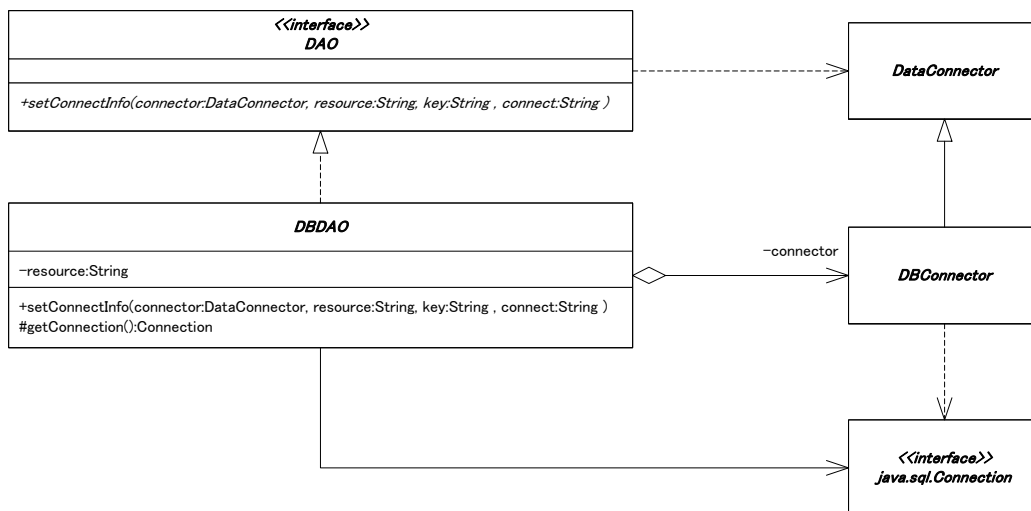 <<interface>>
DAO
DataConnector
+setConnectInfo(connector:DataConnector, resource:String, key:String , connect:String )
DBDAO
-resource:String
-connector
DBConnector
+setConnectInfo(connector:DataConnector, resource:String, key:String , connect:String )
#getConnection():Connection
<<interface>>
java.sql.Connection